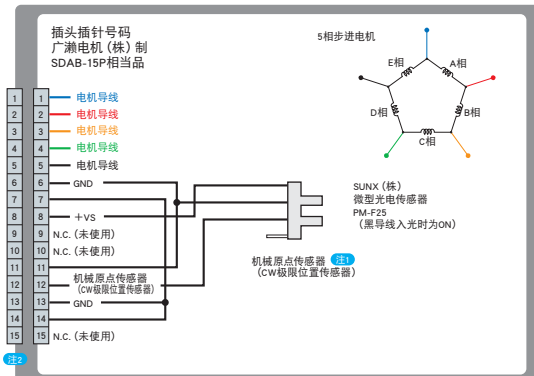 插头插针号码
广濑电机 (株) 制
SDAB-15P相当品
5相步进电机
E相
A相
D相
B相
C相
1 1 电机导线
2 2 电机导线
3 3 电机导线
4 4 电机导线
5 5 电机导线
6 6 GND
7 7
8 8 +VS
9 9 N.C. (未使用)
10 10 N.C. (未使用)
11 11
12 12 机械原点传感器
(CW极限位置传感器)
13 13 GND
14 14
15 15 N.C. (未使用)
SUNX (株)
微型光电传感器
PM-F25
(黑导线入光时为ON)
机械原点传感器 注1
(CW极限位置传感器)
注2